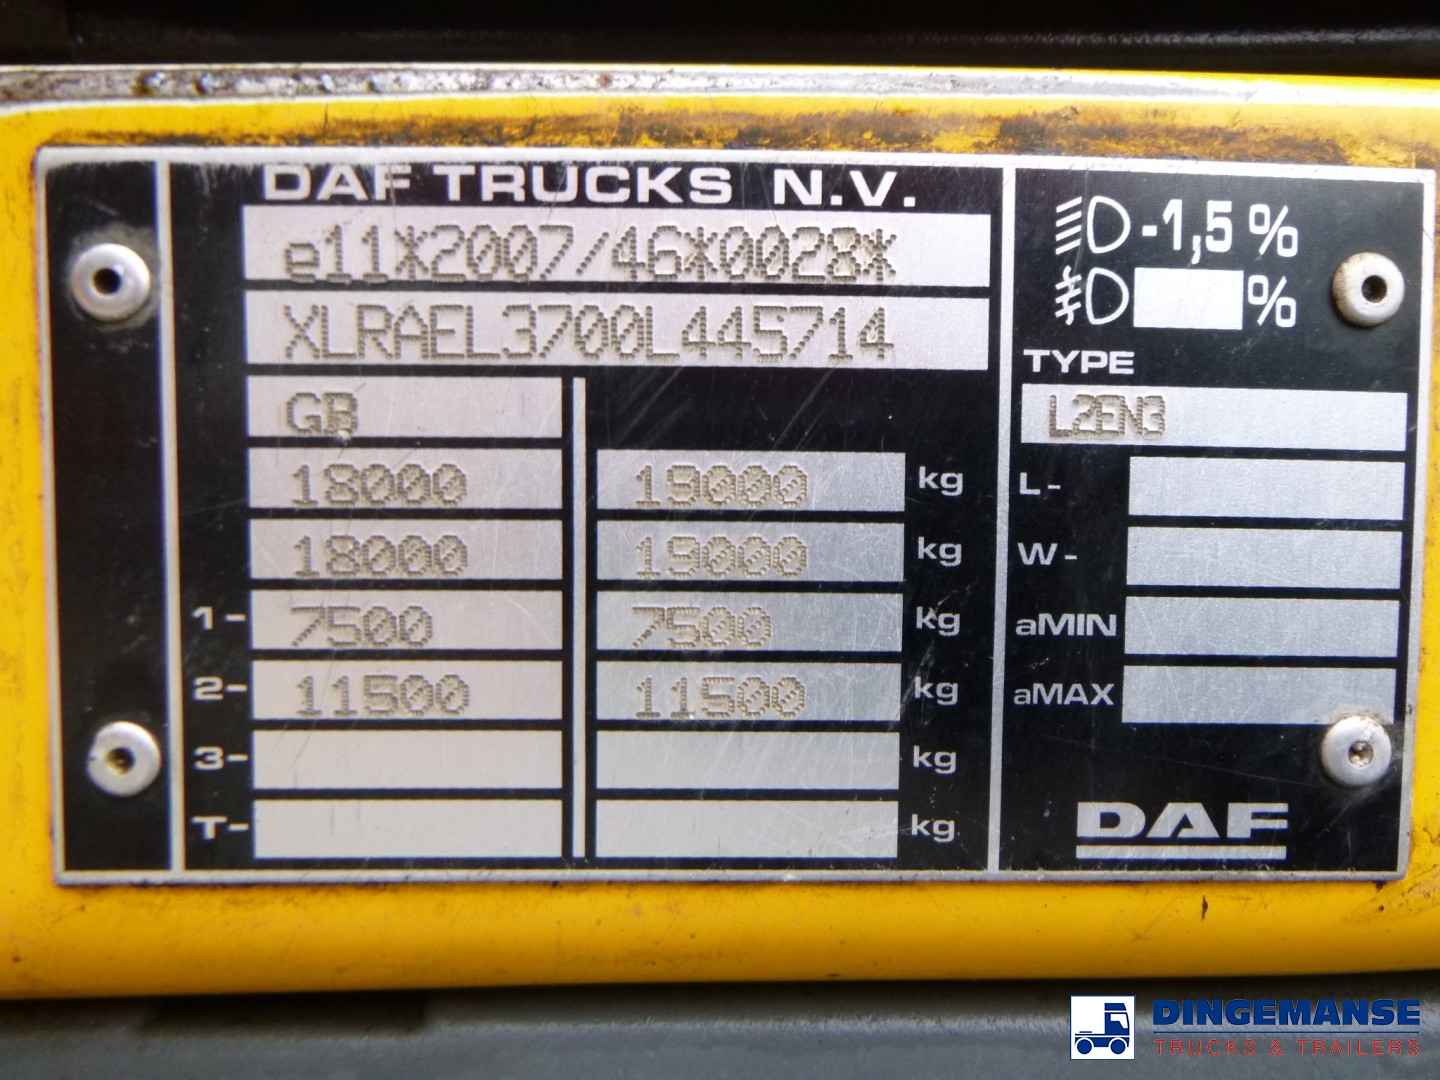 DAF TRUCKS N.V.
e11*2007/46*0028*
XLRAEL3700L445714
GB
18000 19000 kg
18000 19000 kg
1- 7500 7500 kg
2- 11500 11500 kg
3- kg
T- kg
-1,5 %
%
TYPE
L2EN3
L-
W-
aMIN
aMAX
DAF
DINGEMANSE
TRUCKS & TRAILERS